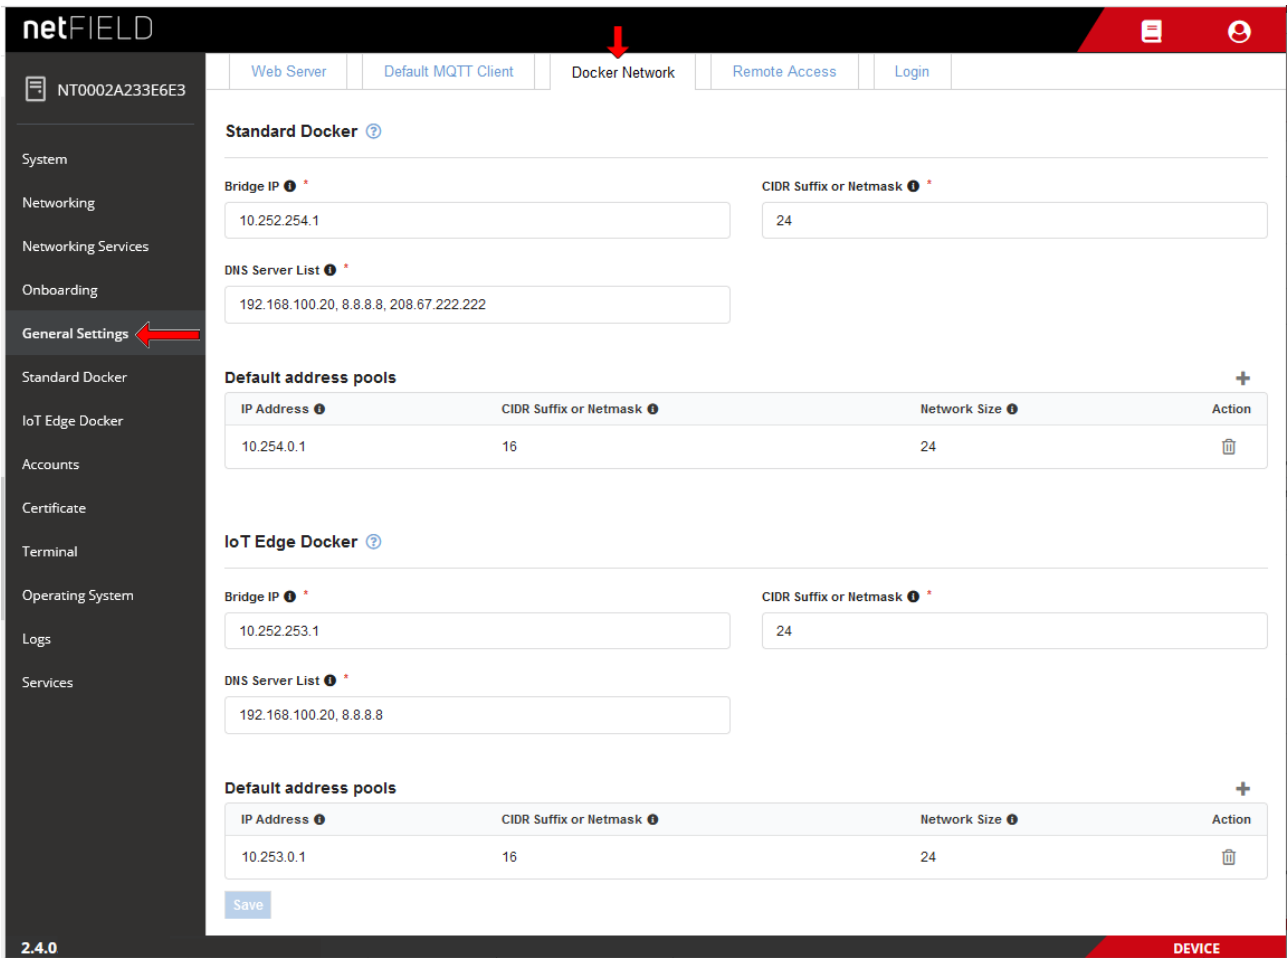 netFIELD
NT0002A233E6E3
System
Networking
Networking Services
Onboarding
General Settings
Standard Docker
IoT Edge Docker
Accounts
Certificate
Terminal
Operating System
Logs
Services
2.4.0
Web Server Default MQTT Client Docker Network Remote Access Login
Standard Docker ?
Bridge IP * CIDR Suffix or Netmask *
10.252.254.1 24
DNS Server List *
192.168.100.20, 8.8.8.8, 208.67.222.222
Default address pools +
IP Address CIDR Suffix or Netmask Network Size Action
10.254.0.1 16 24
IoT Edge Docker ?
Bridge IP * CIDR Suffix or Netmask *
10.252.253.1 24
DNS Server List *
192.168.100.20, 8.8.8.8
Default address pools +
IP Address CIDR Suffix or Netmask Network Size Action
10.253.0.1 16 24
Save
DEVICE